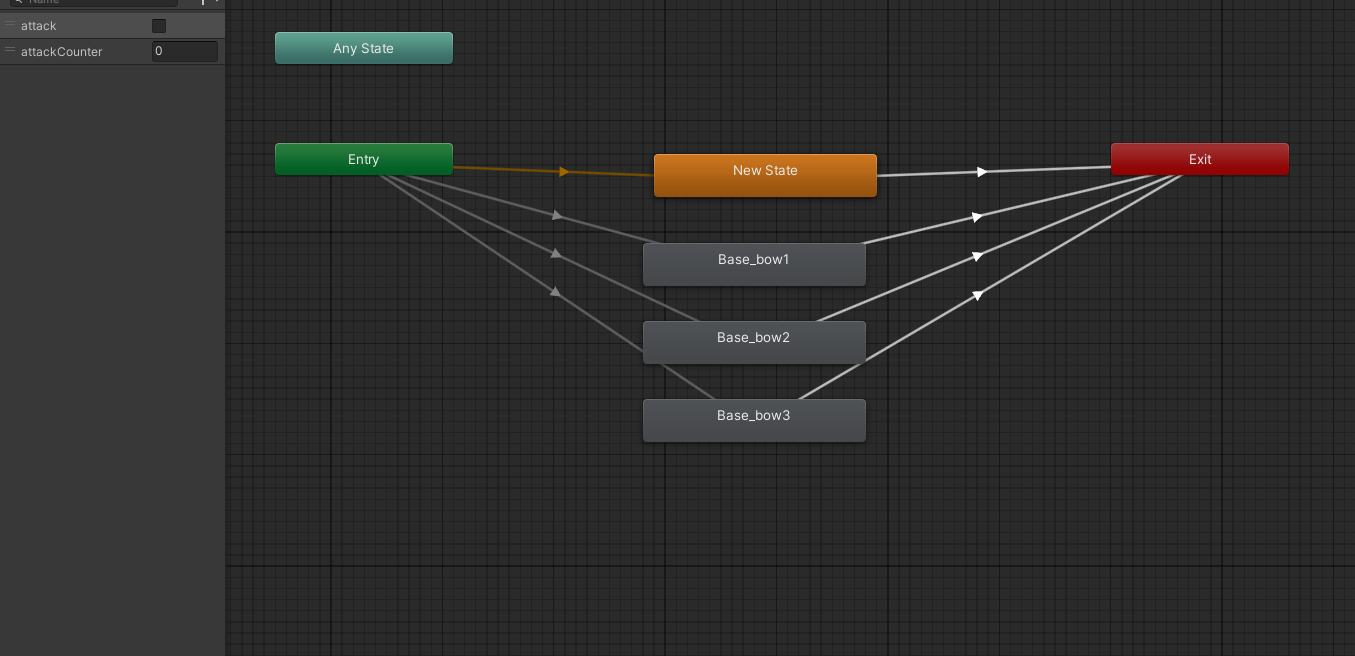 Name
attack
attackCounter 0
Any State
Entry
New State
Exit
Base_bow1
Base_bow2
Base_bow3